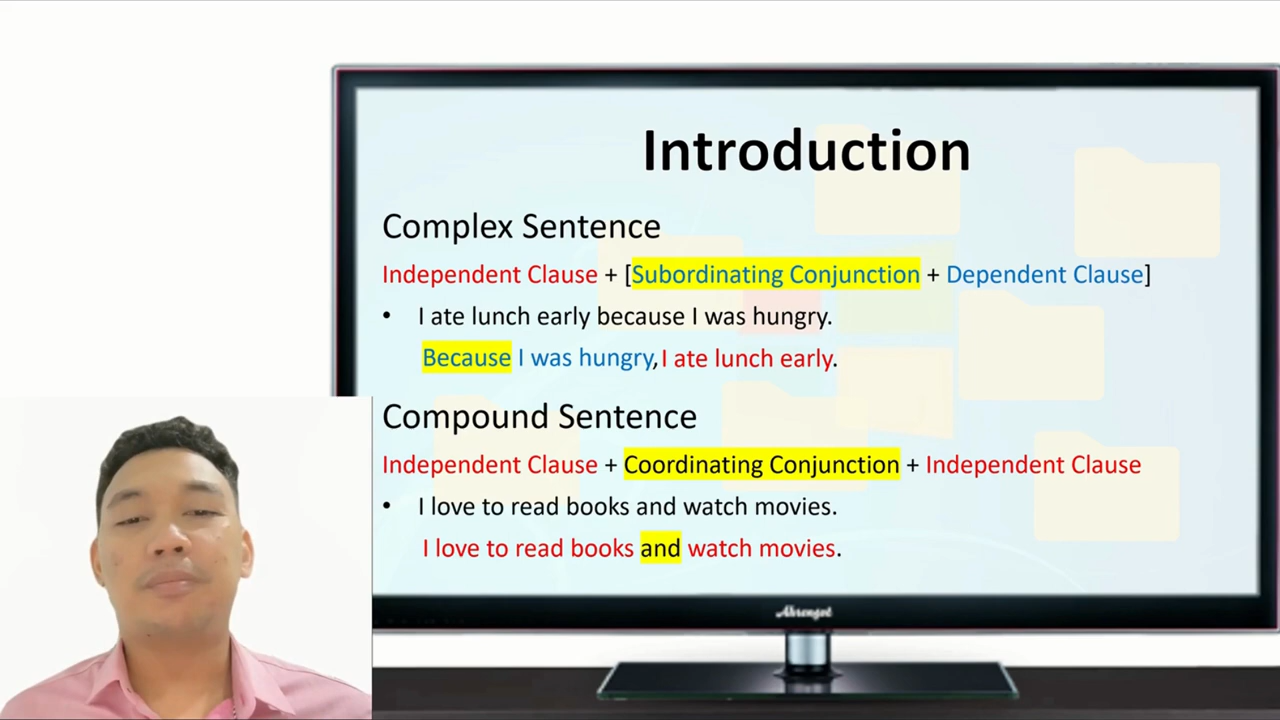 Introduction
Complex Sentence
Independent Clause + [Subordinating Conjunction + Dependent Clause]
• I ate lunch early because I was hungry.
Because I was hungry, I ate lunch early.
Compound Sentence
Independent Clause + Coordinating Conjunction + Independent Clause
• I love to read books and watch movies.
I love to read books and watch movies.
Ahrengot